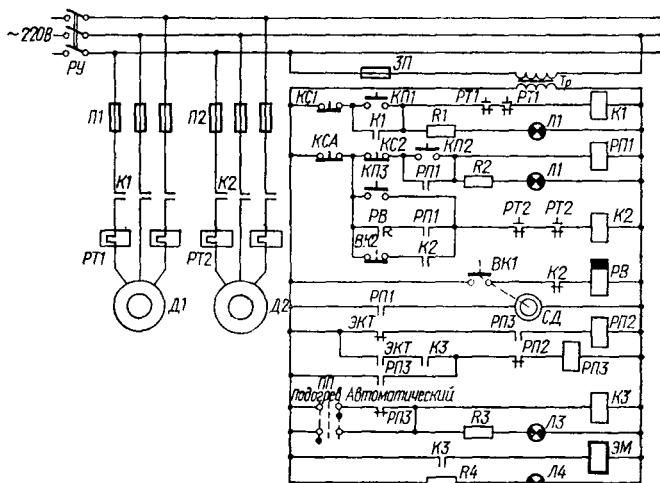 ~220В
РУ
ЗП
Тр
П1
П2
КС1
КП1
РТ1
РТ1
К1
К1
R1
Л1
КСА
КС2
КП2
РП1
КП3
РП1
R2
Л1
К1
К2
РВ
РП1
РТ2
РТ2
К2
ВК2
К2
РТ1
РТ2
Д1
Д2
ВК1
К2
РВ
РП1
СД
ЭКТ
РП3
РП2
ЭКТ
К3
РП2
РП3
РП3
ПП
Подогрев
Автоматический
РП3
К3
R3
Л3
К3
ЭМ
R4
Л4